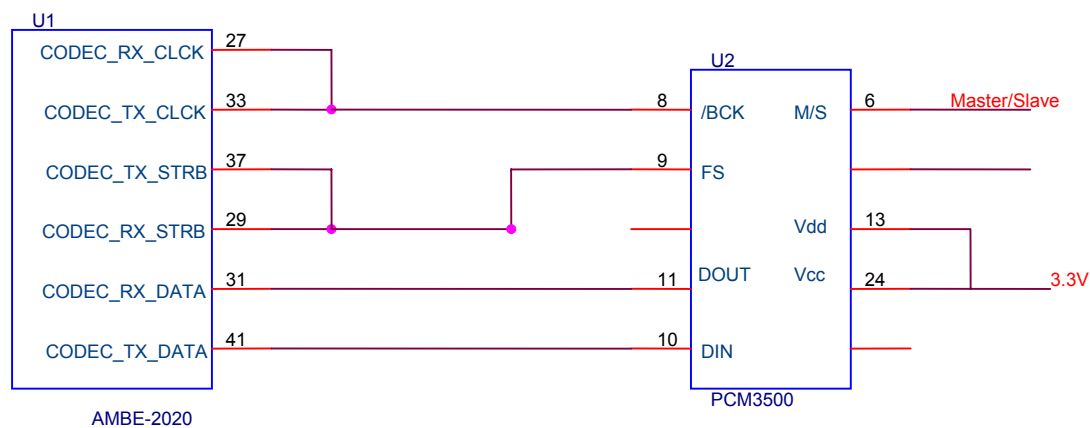 U1
CODEC_RX_CLCK 27
CODEC_TX_CLCK 33
CODEC_TX_STRB 37
CODEC_RX_STRB 29
CODEC_RX_DATA 31
CODEC_TX_DATA 41
AMBE-2020
U2
8 /BCK M/S 6 Master/Slave
9 FS
Vdd 13
11 DOUT Vcc 24 3.3V
10 DIN
PCM3500